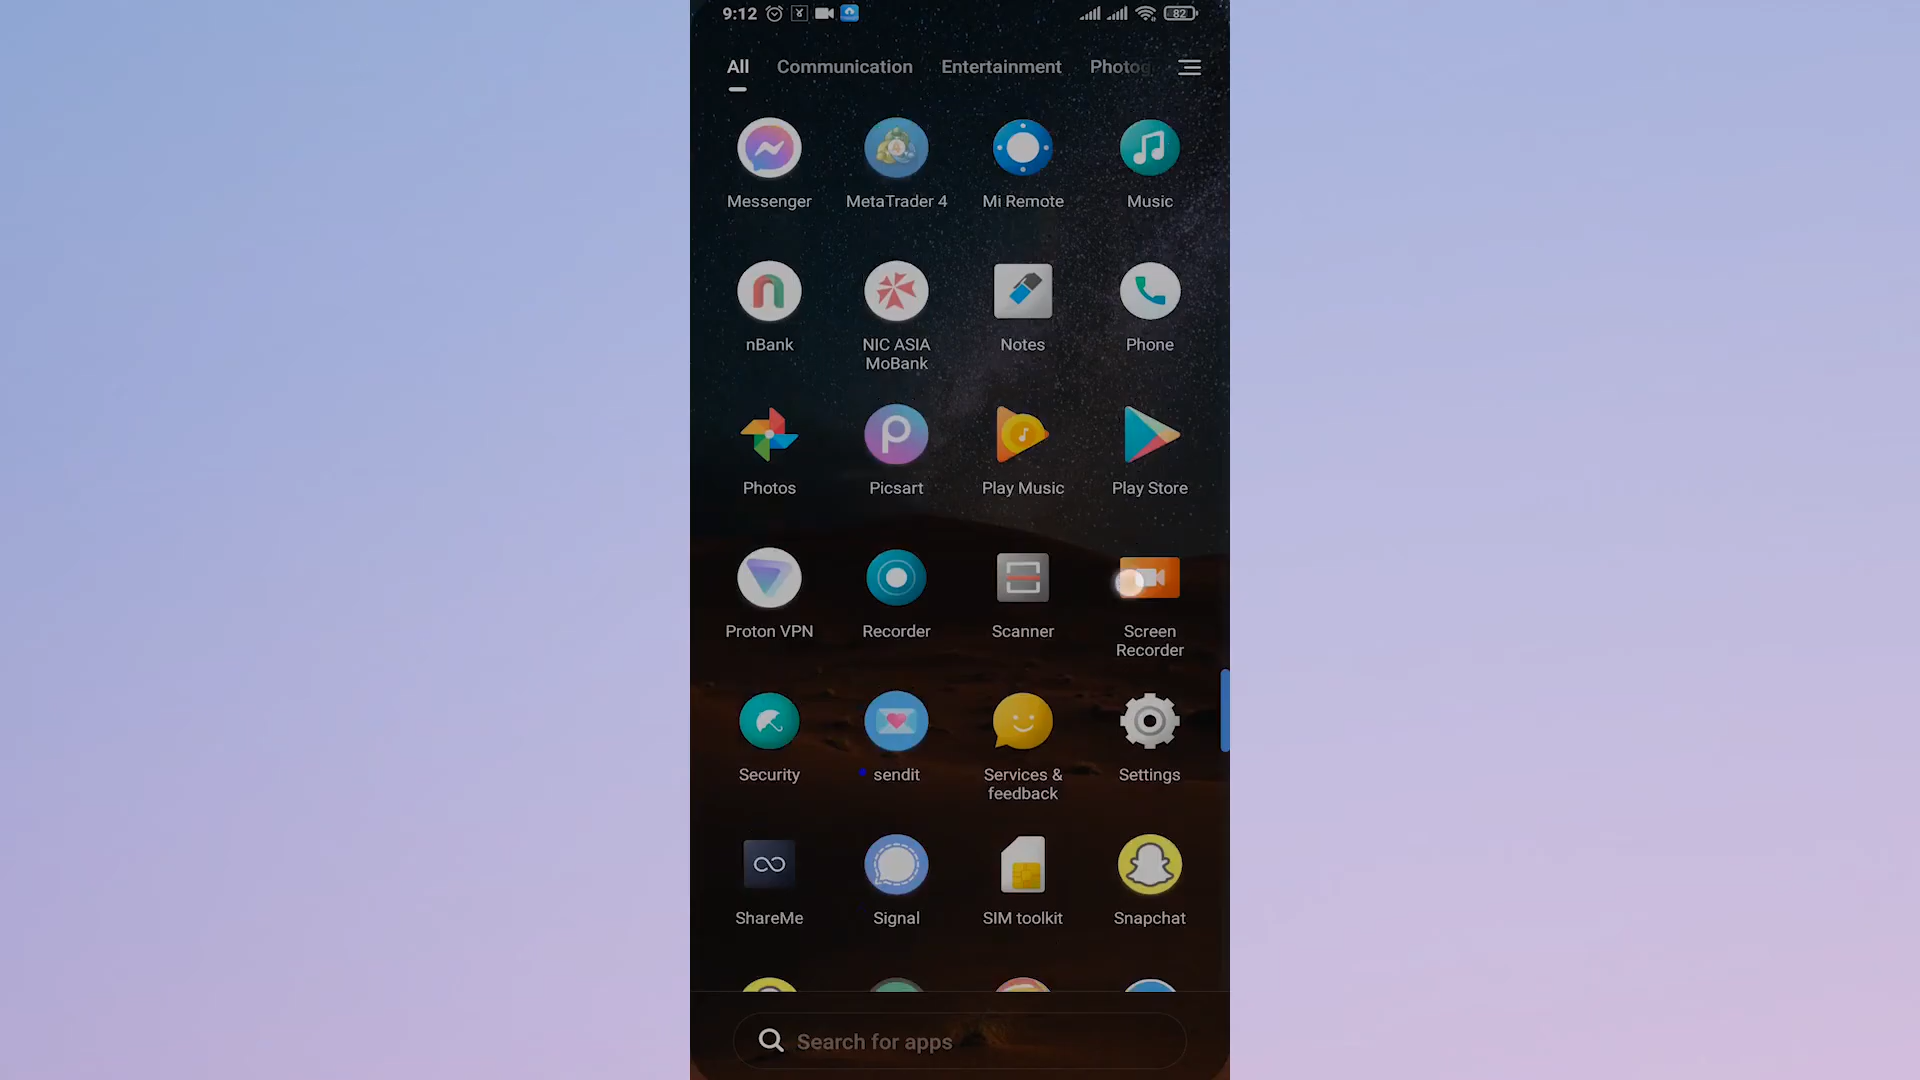 9:12 82
All Communication Entertainment Photog
Messenger MetaTrader 4 Mi Remote Music
nBank NIC ASIA Notes Phone
MoBank
Photos Picsart Play Music Play Store
Proton VPN Recorder Scanner Screen
Recorder
Security sendit Services & Settings
feedback
ShareMe Signal SIM toolkit Snapchat
Search for apps